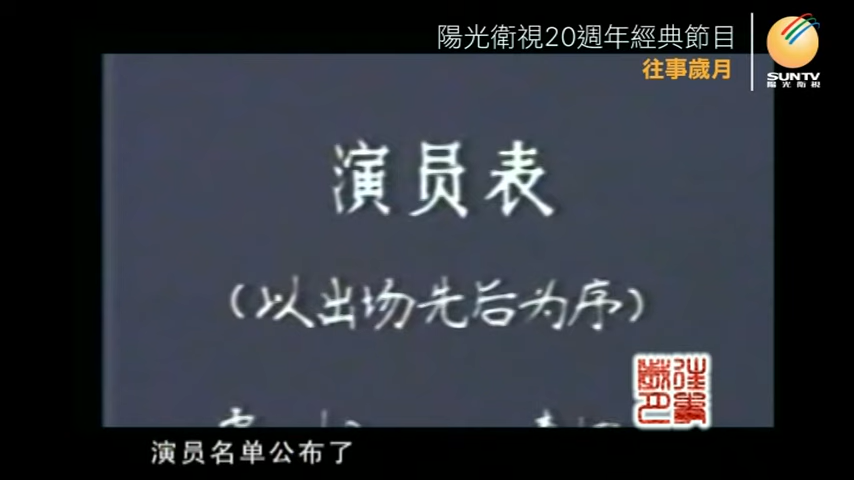 陽光衛視20週年經典節目
往事歲月
SUNTV
陽光衛視
演员表
（以出场先后为序）
往事
歲月
演员名单公布了